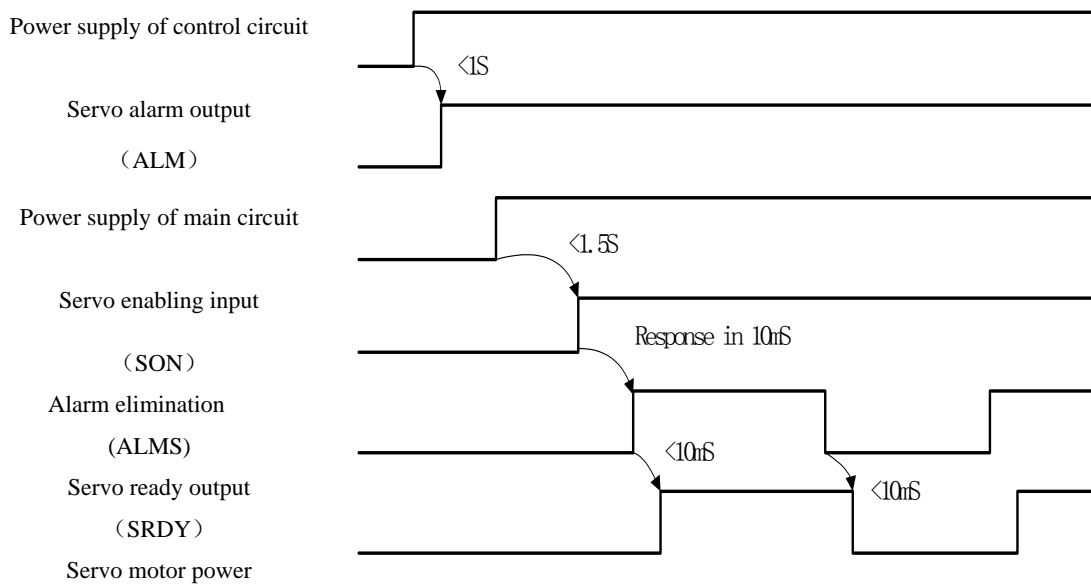 Power supply of control circuit
<1S
Servo alarm output
（ALM）
Power supply of main circuit
<1.5S
Servo enabling input
Response in 10mS
（SON）
Alarm elimination
(ALMS)
<10mS
Servo ready output
<10mS
（SRDY）
Servo motor power